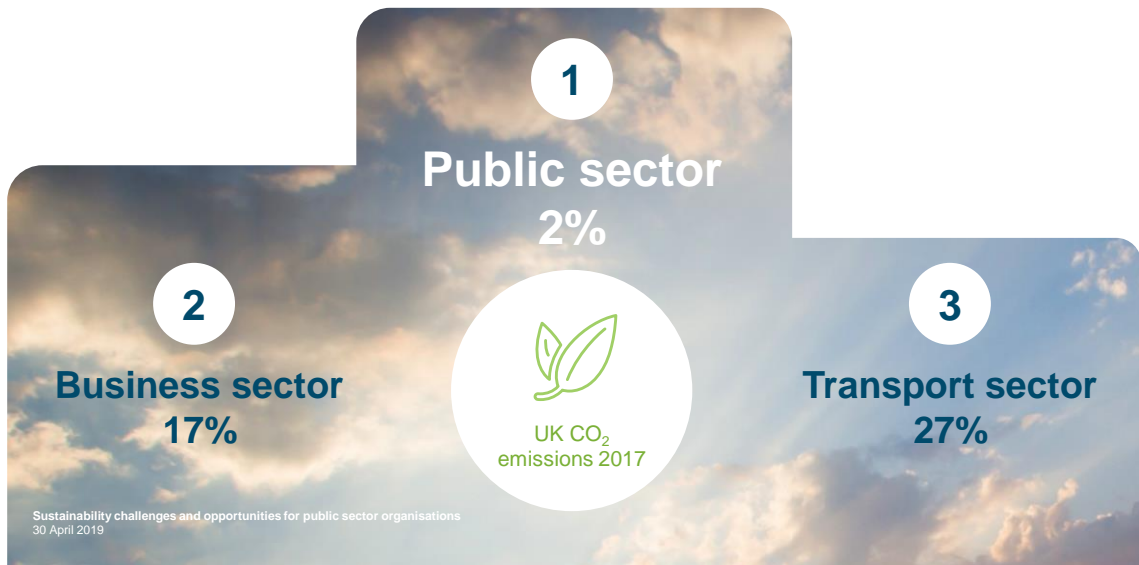 1
Public sector
2%
2
Business sector
17%
3
Transport sector
27%
UK CO₂
emissions 2017
Sustainability challenges and opportunities for public sector organisations
30 April 2019